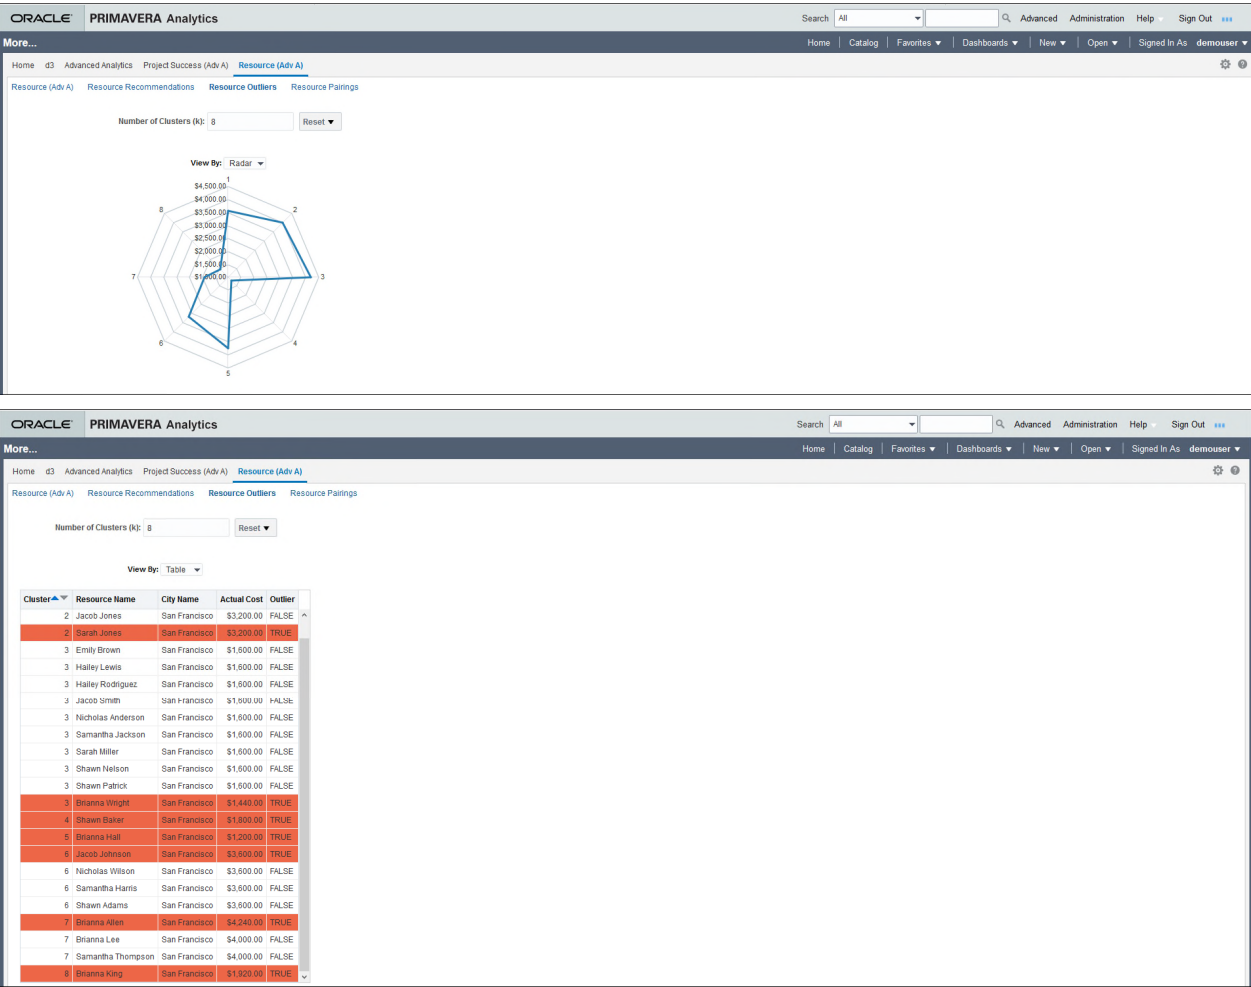 ORACLE PRIMAVERA Analytics Search All Advanced Administration Help Sign Out
More... Home Catalog Favorites Dashboards New Open Signed In As demouser
Home d3 Advanced Analytics Project Success (Adv A) Resource (Adv A)
Resource (Adv A) Resource Recommendations Resource Outliers Resource Pairings
Number of Clusters (k): 8 Reset
View By: Radar
1
$4,500.00
$4,000.00
8 $3,500.00 2
$3,000.00
$2,500.00
$2,000.00
$1,500.00
7 $1,000.00 3
6 4
5
ORACLE PRIMAVERA Analytics Search All Advanced Administration Help Sign Out
More... Home Catalog Favorites Dashboards New Open Signed In As demouser
Home d3 Advanced Analytics Project Success (Adv A) Resource (Adv A)
Resource (Adv A) Resource Recommendations Resource Outliers Resource Pairings
Number of Clusters (k): 8 Reset
View By: Table
Cluster Resource Name City Name Actual Cost Outlier
2 Jacob Jones San Francisco $3,200.00 FALSE
2 Sarah Jones San Francisco $3,200.00 TRUE
3 Emily Brown San Francisco $1,600.00 FALSE
3 Hailey Lewis San Francisco $1,600.00 FALSE
3 Hailey Rodriguez San Francisco $1,600.00 FALSE
3 Jacob Smith San Francisco $1,600.00 FALSE
3 Nicholas Anderson San Francisco $1,600.00 FALSE
3 Samantha Jackson San Francisco $1,600.00 FALSE
3 Sarah Miller San Francisco $1,600.00 FALSE
3 Shawn Nelson San Francisco $1,600.00 FALSE
3 Shawn Patrick San Francisco $1,600.00 FALSE
3 Brianna Wright San Francisco $1,440.00 TRUE
4 Shawn Baker San Francisco $1,800.00 TRUE
5 Brianna Hall San Francisco $1,200.00 TRUE
6 Jacob Johnson San Francisco $3,600.00 TRUE
6 Nicholas Wilson San Francisco $3,600.00 FALSE
6 Samantha Harris San Francisco $3,600.00 FALSE
6 Shawn Adams San Francisco $3,600.00 FALSE
7 Brianna Allen San Francisco $4,240.00 TRUE
7 Brianna Lee San Francisco $4,000.00 FALSE
7 Samantha Thompson San Francisco $4,000.00 FALSE
8 Brianna King San Francisco $1,920.00 TRUE